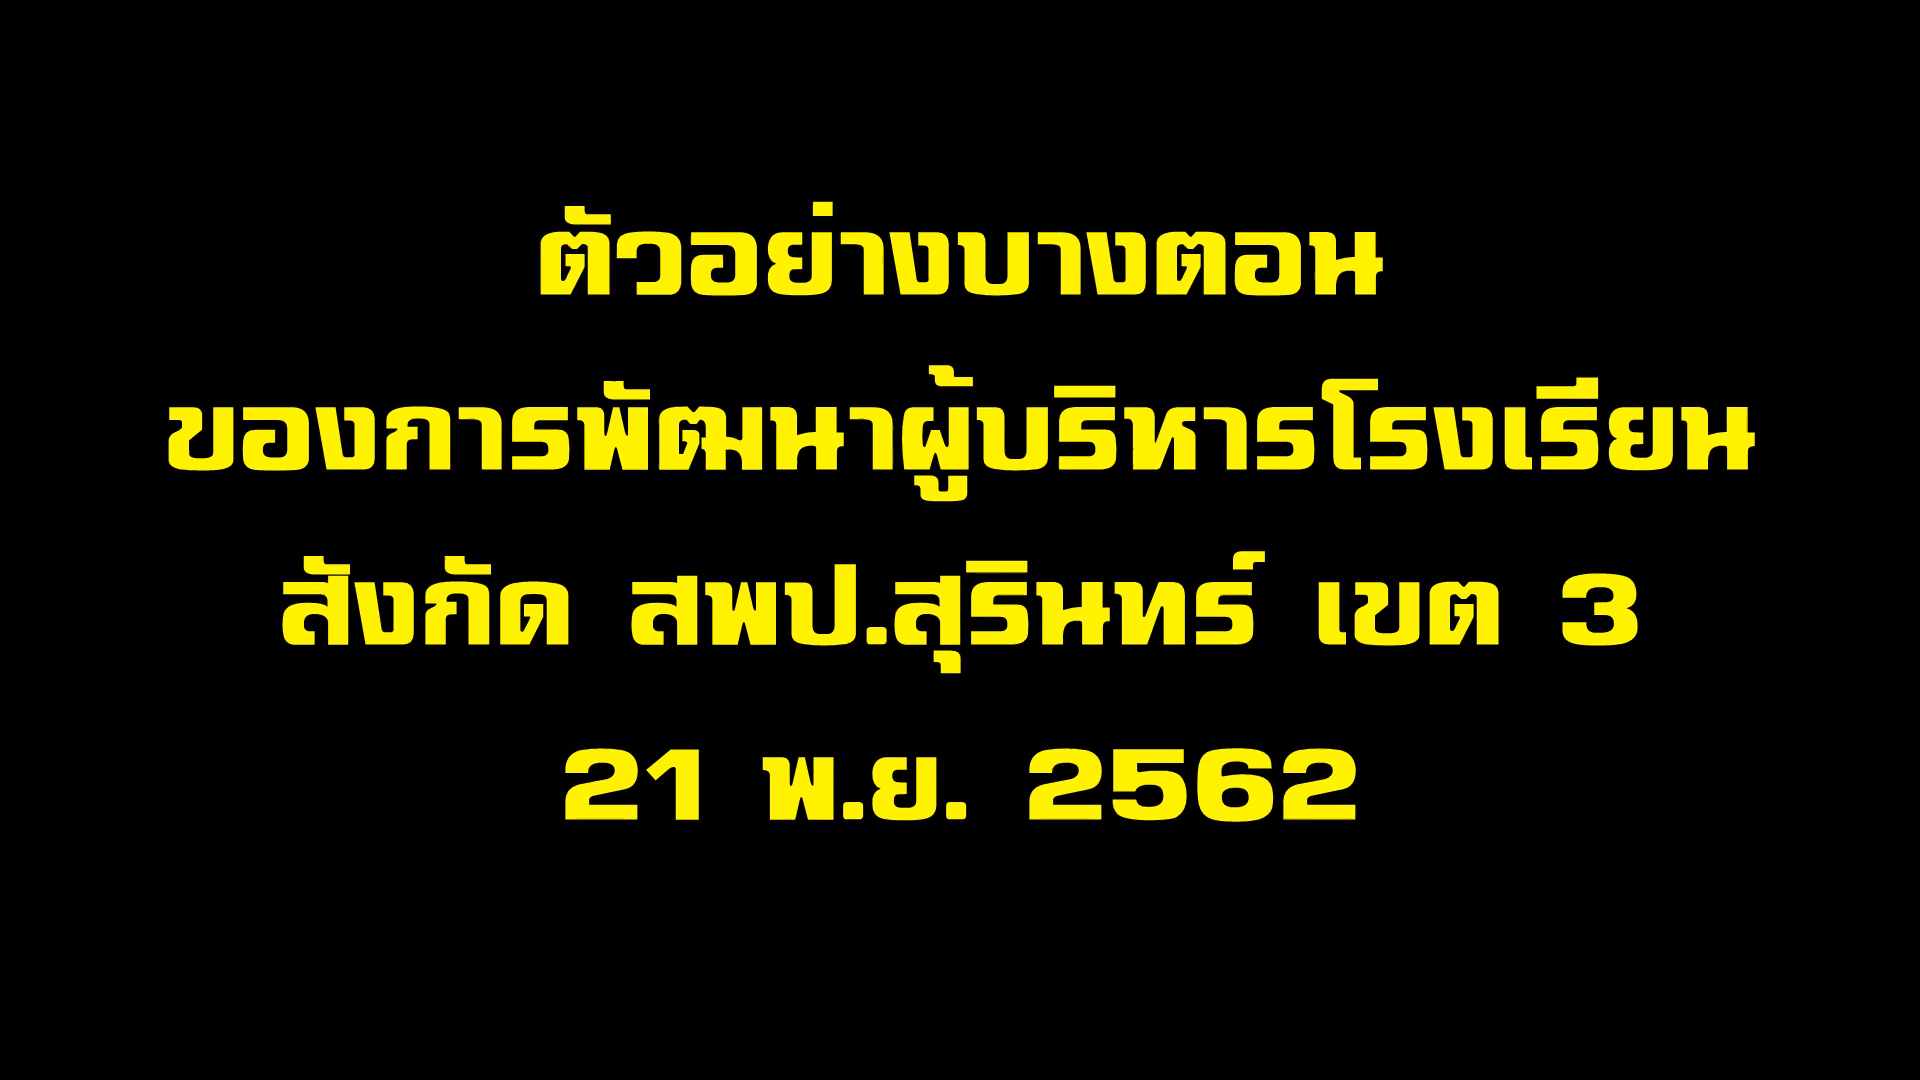 ตัวอย่างบางตอน
ของการพัฒนาผู้บริหารโรงเรียน
สังกัด สพป.สุรินทร์ เขต 3
21 พ.ย. 2562